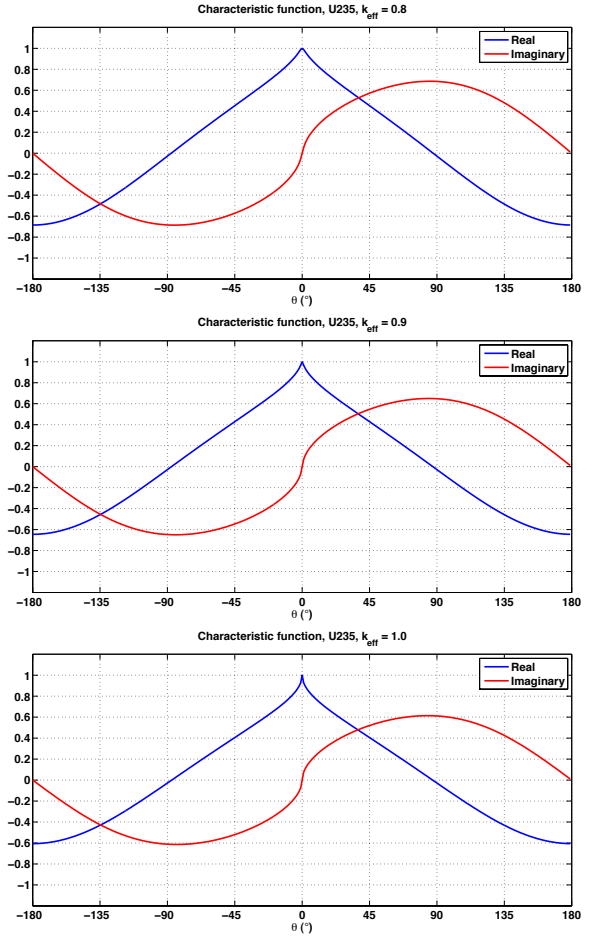 Characteristic function, U235, k_eff = 0.8
1
0.8
0.6
0.4
0.2
0
−0.2
−0.4
−0.6
−0.8
−1
Real
Imaginary
−180 −135 −90 −45 0 45 90 135 180
θ (°)
Characteristic function, U235, k_eff = 0.9
1
0.8
0.6
0.4
0.2
0
−0.2
−0.4
−0.6
−0.8
−1
Real
Imaginary
−180 −135 −90 −45 0 45 90 135 180
θ (°)
Characteristic function, U235, k_eff = 1.0
1
0.8
0.6
0.4
0.2
0
−0.2
−0.4
−0.6
−0.8
−1
Real
Imaginary
−180 −135 −90 −45 0 45 90 135 180
θ (°)